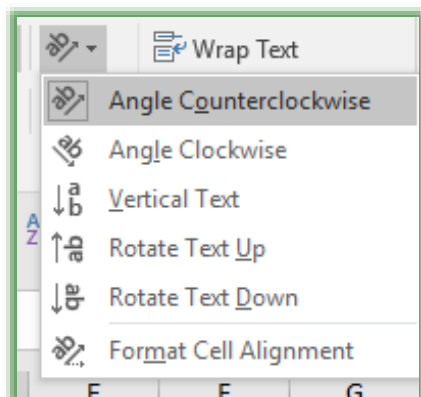 Wrap Text
Angle Counterclockwise
Angle Clockwise
Vertical Text
Rotate Text Up
Rotate Text Down
Format Cell Alignment
G